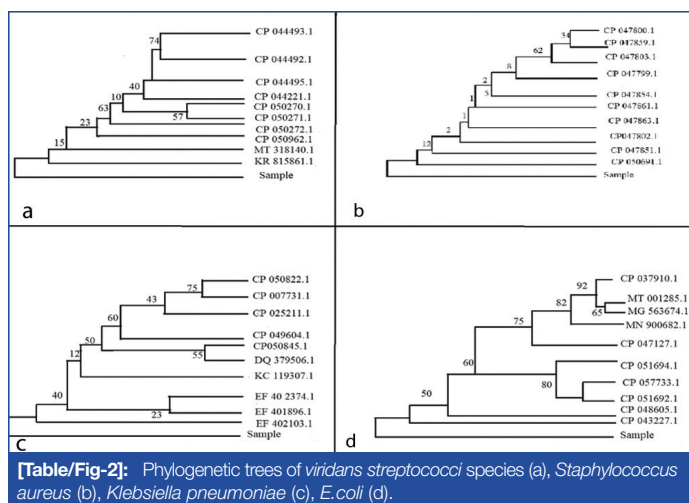 74
CP 044493.1
CP 044492.1
40
CP 044495.1
10
CP 044221.1
63
CP 050270.1
57
CP 050271.1
23
CP 050272.1
CP 050962.1
15
MT 318140.1
KR 815861.1
Sample
a
34
CP 047800.1
CP 047859.1
62
CP 047803.1
8
CP 047799.1
2
5
CP 047854.1
1
CP 047861.1
1
CP 047863.1
2
CP047802.1
12
CP 047851.1
CP 050691.1
Sample
b
75
CP 050822.1
CP 007731.1
43
CP 025211.1
60
CP 049604.1
50
CP050845.1
55
DQ 379506.1
12
KC 119307.1
40
EF 40 2374.1
23
EF 401896.1
EF 402103.1
Sample
c
92
CP 037910.1
MT 001285.1
65
MG 563674.1
82
MN 900682.1
75
CP 047127.1
60
CP 051694.1
80
CP 057733.1
CP 051692.1
50
CP 048605.1
CP 043227.1
Sample
d
[Table/Fig-2]: Phylogenetic trees of viridans streptococci species (a), Staphylococcus
aureus (b), Klebsiella pneumoniae (c), E.coli (d).